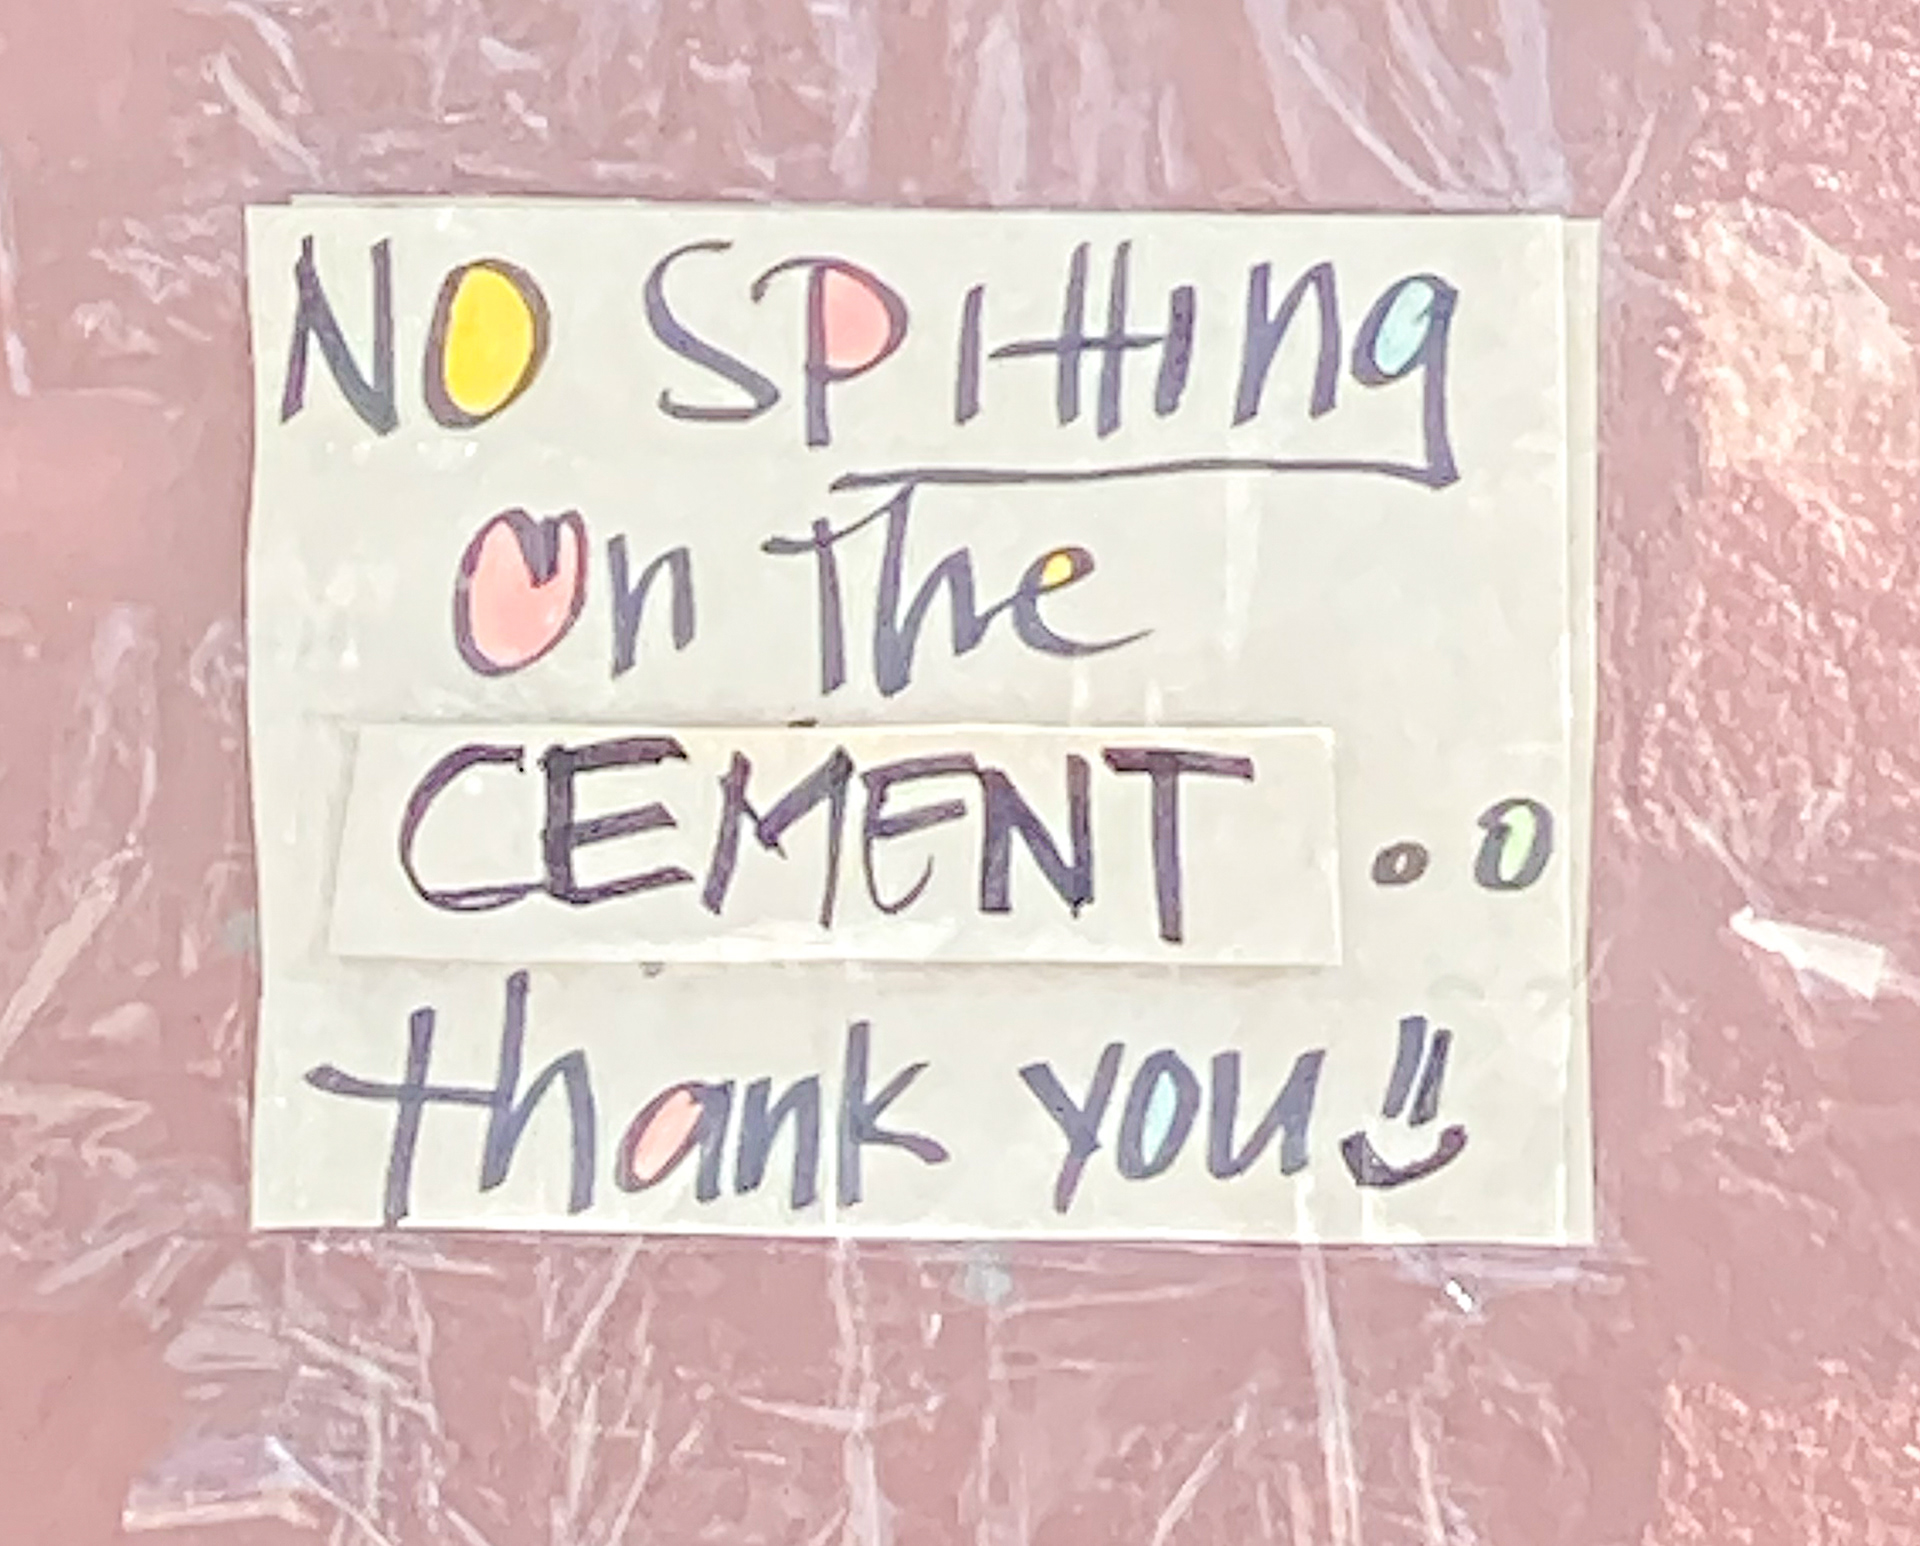 NO SPitting
on the
CEMENT..
thank you